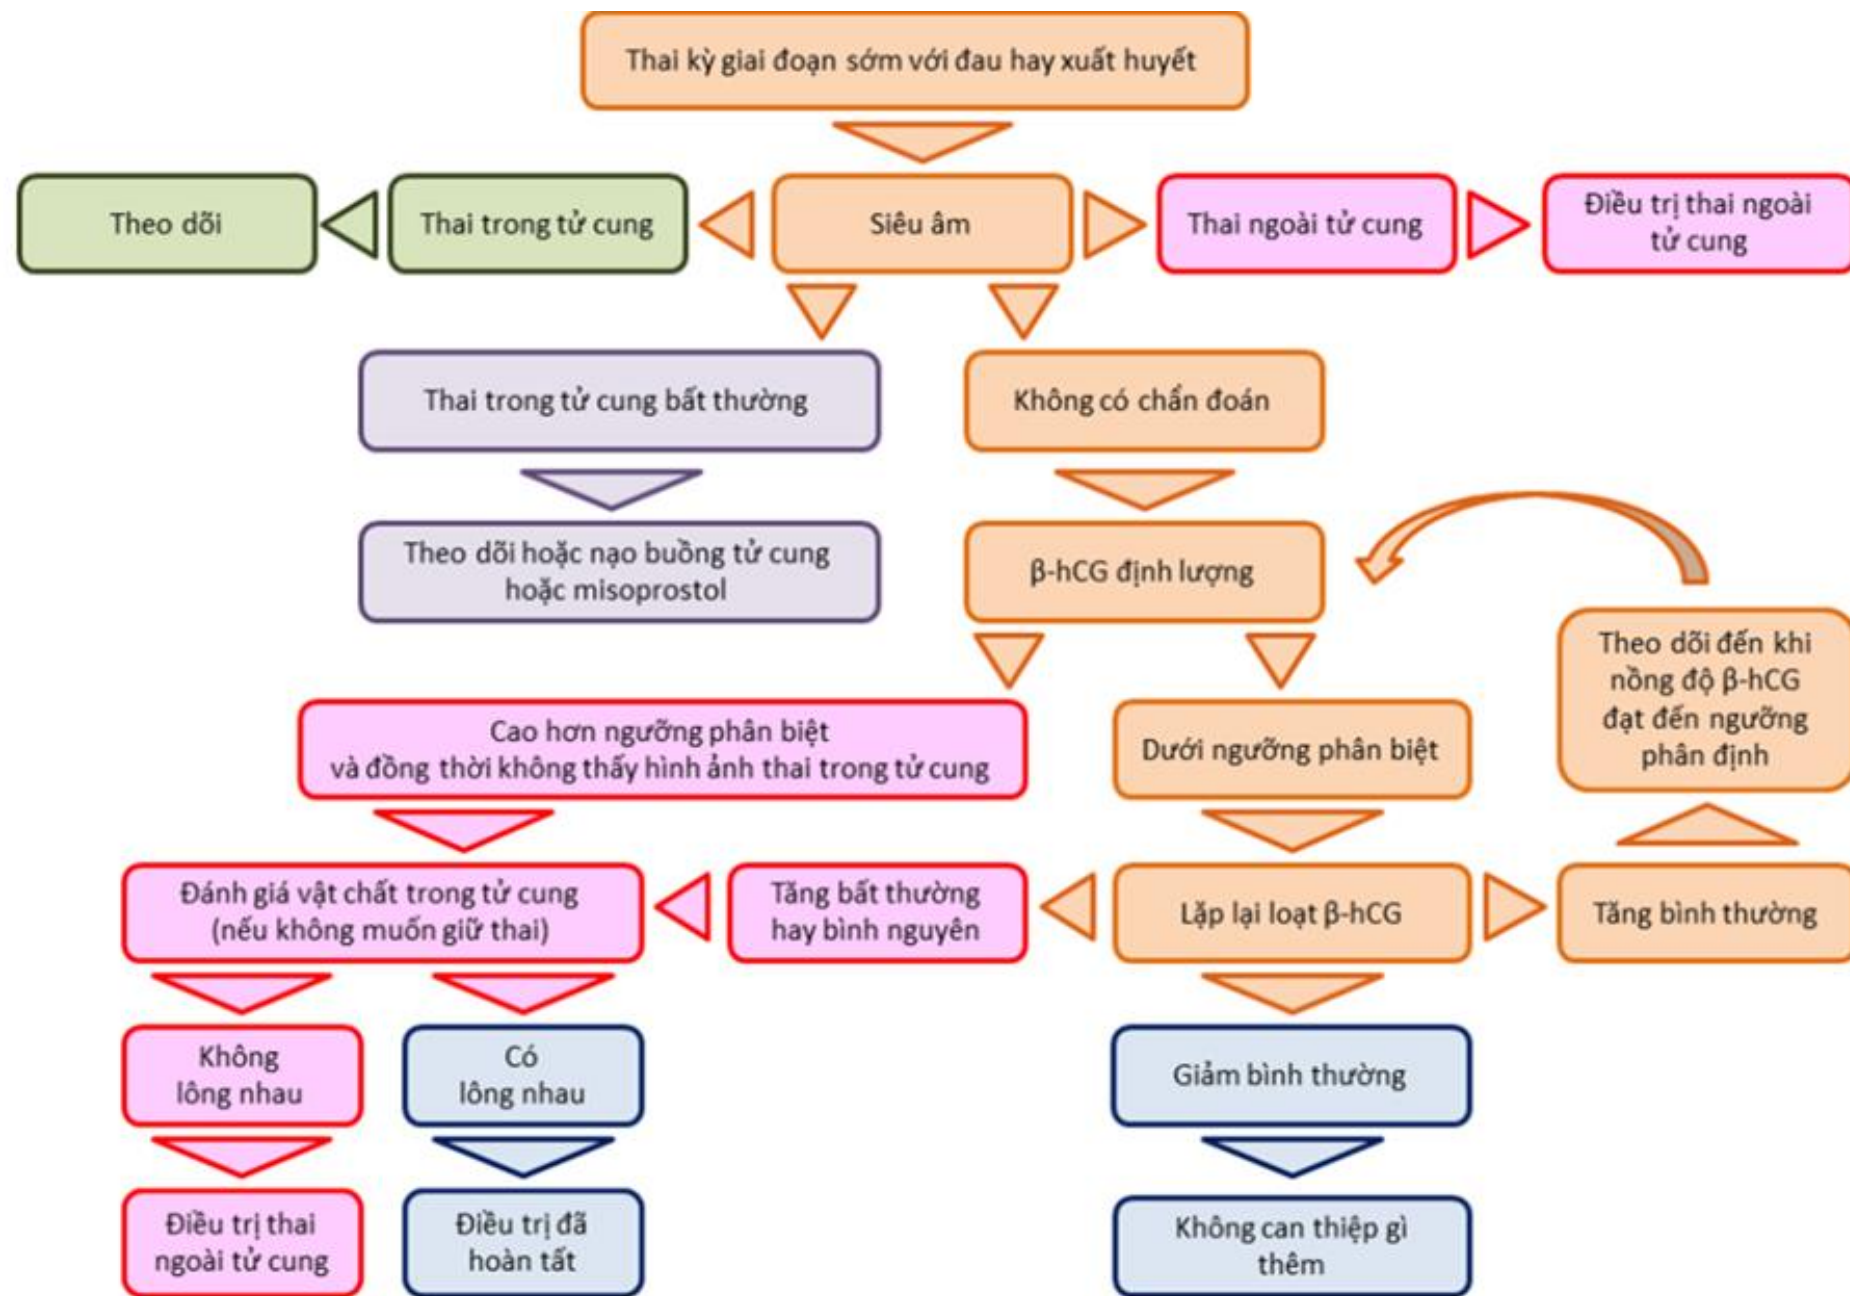 Thai kỳ giai đoạn sớm với đau hay xuất huyết
Theo dõi
Thai trong tử cung
Siêu âm
Thai ngoài tử cung
Điều trị thai ngoài
tử cung
Thai trong tử cung bất thường
Không có chẩn đoán
Theo dõi hoặc nạo buồng tử cung
hoặc misoprostol
β-hCG định lượng
Theo dõi đến khi
nồng độ β-hCG
đạt đến ngưỡng
phân định
Cao hơn ngưỡng phân biệt
và đồng thời không thấy hình ảnh thai trong tử cung
Dưới ngưỡng phân biệt
Đánh giá vật chất trong tử cung
(nếu không muốn giữ thai)
Tăng bất thường
hay bình nguyên
Lặp lại loạt β-hCG
Tăng bình thường
Không
lông nhau
Có
lông nhau
Giảm bình thường
Điều trị thai
ngoài tử cung
Điều trị đã
hoàn tất
Không can thiệp gì
thêm